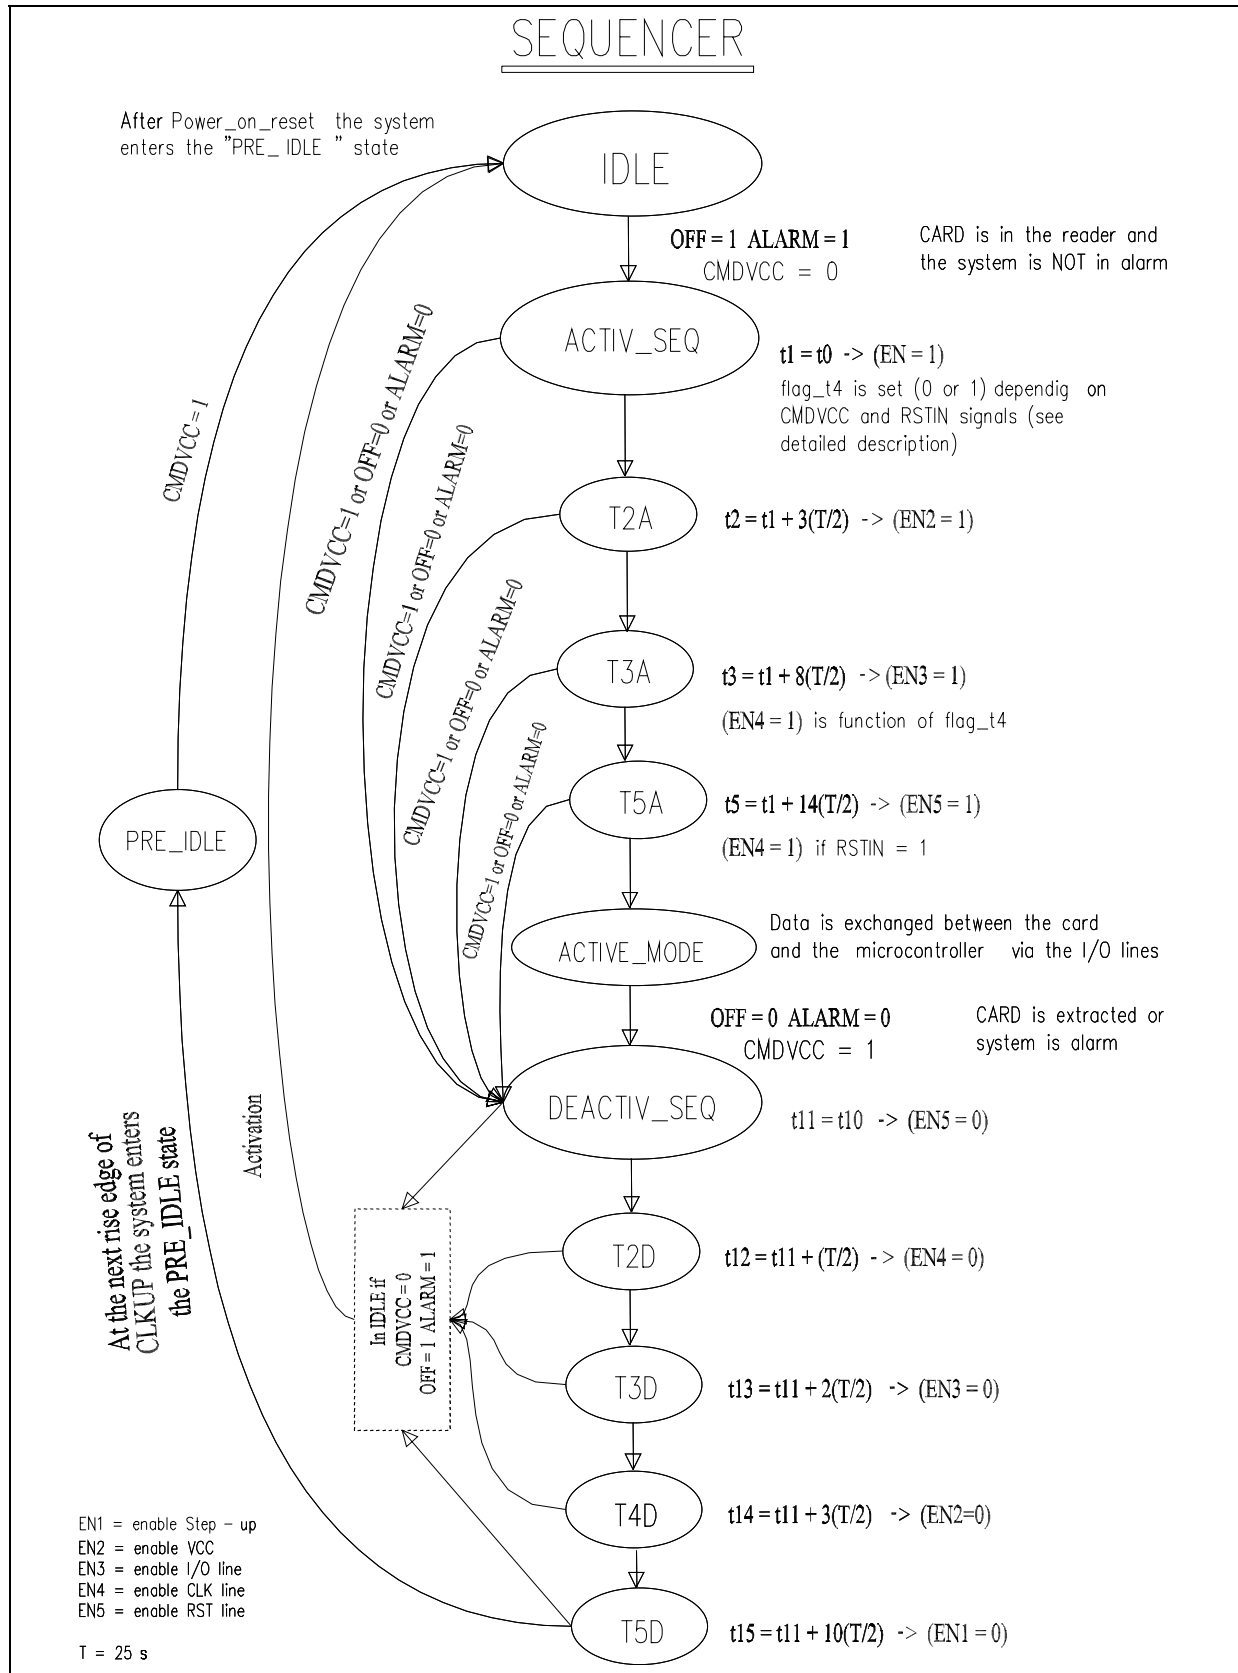 SEQUENCER
After Power_on_reset the system
enters the "PRE_IDLE " state
IDLE
OFF = 1 ALARM = 1
CMDVCC = 0
CARD is in the reader and
the system is NOT in alarm
ACTIV_SEQ
t1 = t0 -> (EN = 1)
flag_t4 is set (0 or 1) dependig on
CMDVCC and RSTIN signals (see
detailed description)
CMDVCC = 1
CMDVCC=1 or OFF=0 or ALARM=0
CMDVCC=1 or OFF=0 or ALARM=0
CMDVCC=1 or OFF=0 or ALARM=0
CMDVCC=1 or OFF=0 or ALARM=0
T2A
t2 = t1 + 3(T/2) -> (EN2 = 1)
T3A
t3 = t1 + 8(T/2) -> (EN3 = 1)
(EN4 = 1) is function of flag_t4
T5A
t5 = t1 + 14(T/2) -> (EN5 = 1)
(EN4 = 1) if RSTIN = 1
PRE_IDLE
ACTIVE_MODE
Data is exchanged between the card
and the microcontroller via the I/O lines
OFF = 0 ALARM = 0
CMDVCC = 1
CARD is extracted or
system is alarm
DEACTIV_SEQ
t11 = t10 -> (EN5 = 0)
Activation
At the next rise edge of
CLKUP the system enters
the PRE_IDLE state
In IDLE if
CMDVCC = 0
OFF = 1 ALARM = 1
T2D
t12 = t11 + (T/2) -> (EN4 = 0)
T3D
t13 = t11 + 2(T/2) -> (EN3 = 0)
T4D
t14 = t11 + 3(T/2) -> (EN2=0)
T5D
t15 = t11 + 10(T/2) -> (EN1 = 0)
EN1 = enable Step - up
EN2 = enable VCC
EN3 = enable I/O line
EN4 = enable CLK line
EN5 = enable RST line
T = 25 s